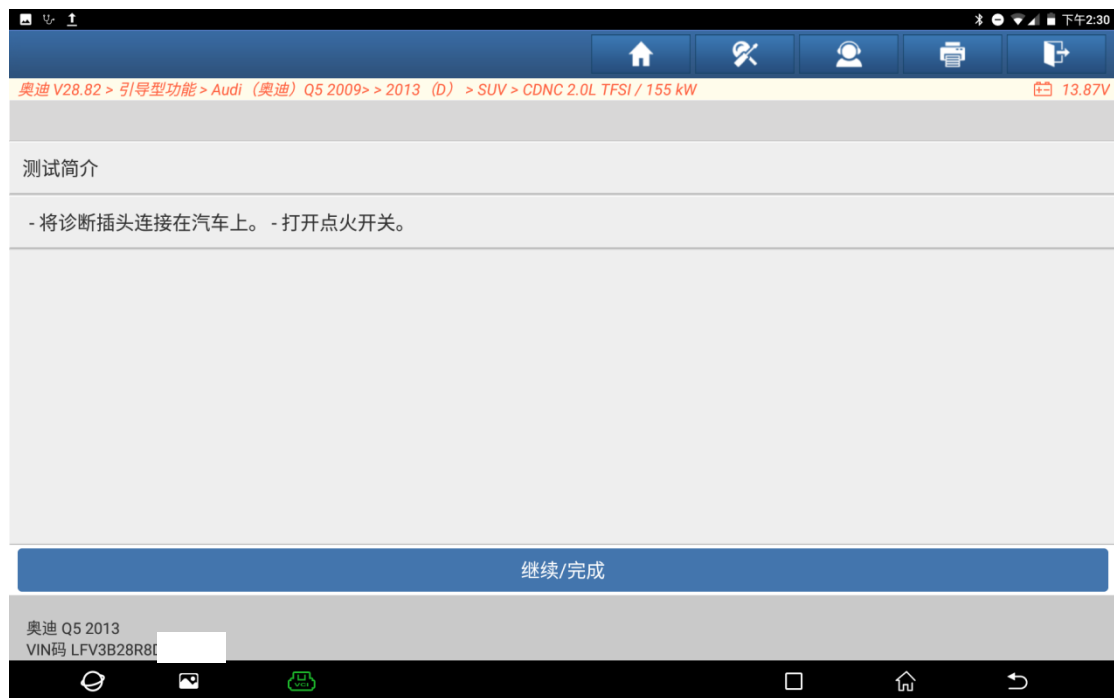 下午2:30
奥迪 V28.82 > 引导型功能 > Audi（奥迪）Q5 2009> > 2013（D） > SUV > CDNC 2.0L TFSI / 155 kW 13.87V
测试简介
- 将诊断插头连接在汽车上。 - 打开点火开关。
继续/完成
奥迪 Q5 2013
VIN码 LFV3B28R8D
VCI